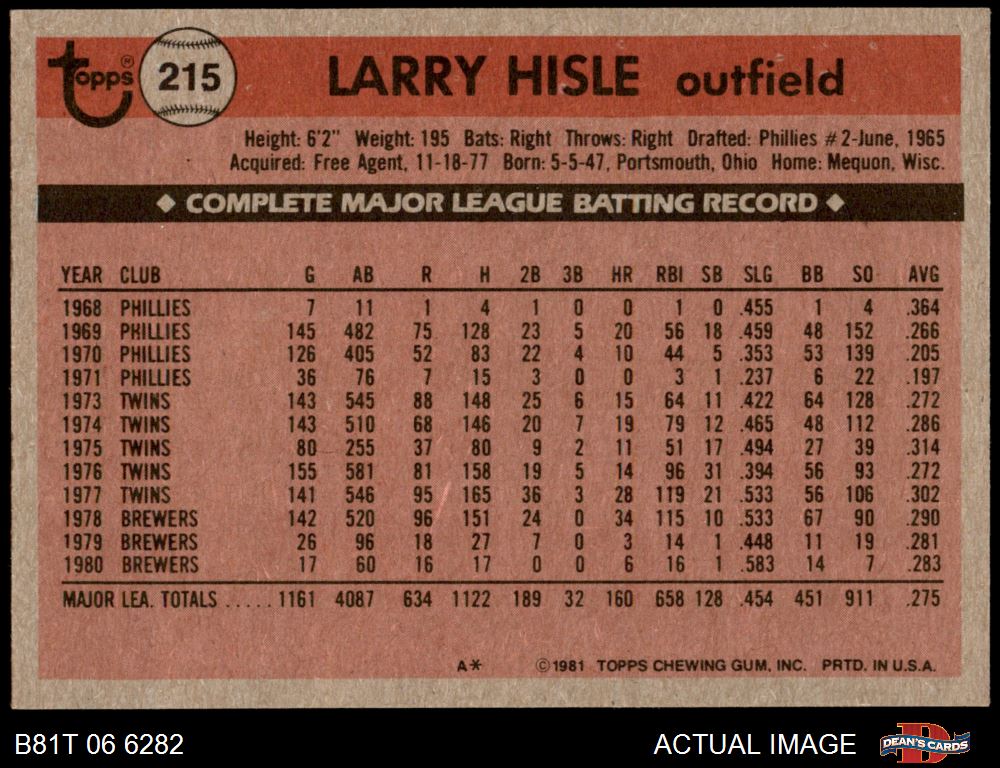 Topps® 215 LARRY HISLE outfield
Height: 6'2" Weight: 195 Bats: Right Throws: Right Drafted: Phillies #2-June, 1965
Acquired: Free Agent, 11-18-77 Born: 5-5-47, Portsmouth, Ohio Home: Mequon, Wisc.
◆ COMPLETE MAJOR LEAGUE BATTING RECORD ◆
YEAR CLUB G AB R H 2B 3B HR RBI SB SLG BB SO AVG
1968 PHILLIES 7 11 1 4 1 0 0 1 0 .455 1 4 .364
1969 PHILLIES 145 482 75 128 23 5 20 56 18 .459 48 152 .266
1970 PHILLIES 126 405 52 83 22 4 10 44 5 .353 53 139 .205
1971 PHILLIES 36 76 7 15 3 0 0 3 1 .237 6 22 .197
1973 TWINS 143 545 88 148 25 6 15 64 11 .422 64 128 .272
1974 TWINS 143 510 68 146 20 7 19 79 12 .465 48 112 .286
1975 TWINS 80 255 37 80 9 2 11 51 17 .494 27 39 .314
1976 TWINS 155 581 81 158 19 5 14 96 31 .394 56 93 .272
1977 TWINS 141 546 95 165 36 3 28 119 21 .533 56 106 .302
1978 BREWERS 142 520 96 151 24 0 34 115 10 .533 67 90 .290
1979 BREWERS 26 96 18 27 7 0 3 14 1 .448 11 19 .281
1980 BREWERS 17 60 16 17 0 0 6 16 1 .583 14 7 .283
MAJOR LEA. TOTALS ..... 1161 4087 634 1122 189 32 160 658 128 .454 451 911 .275
A* ©1981 TOPPS CHEWING GUM, INC. PRTD. IN U.S.A.
B81T 06 6282 ACTUAL IMAGE DEAN'S CARDS